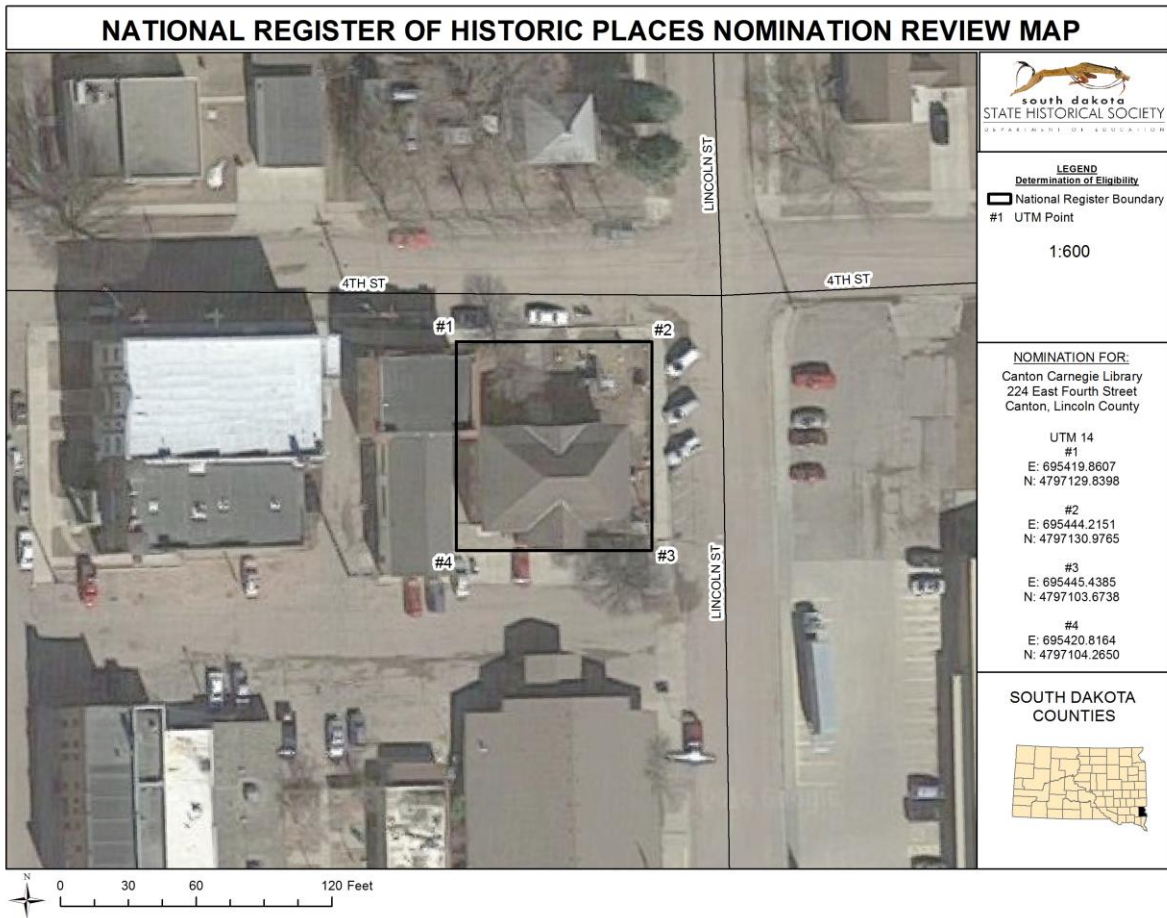 NATIONAL REGISTER OF HISTORIC PLACES NOMINATION REVIEW MAP
south dakota
STATE HISTORICAL SOCIETY
DEPARTMENT OF EDUCATION
LEGEND
Determination of Eligibility
National Register Boundary
#1 UTM Point
1:600
LINCOLN ST
4TH ST
4TH ST
#1
#2
#4
#3
LINCOLN ST
NOMINATION FOR:
Canton Carnegie Library
224 East Fourth Street
Canton, Lincoln County
UTM 14
#1
E: 695419.8607
N: 4797129.8398
#2
E: 695444.2151
N: 4797130.9765
#3
E: 695445.4385
N: 4797103.6738
#4
E: 695420.8164
N: 4797104.2650
SOUTH DAKOTA
COUNTIES
N
0 30 60 120 Feet